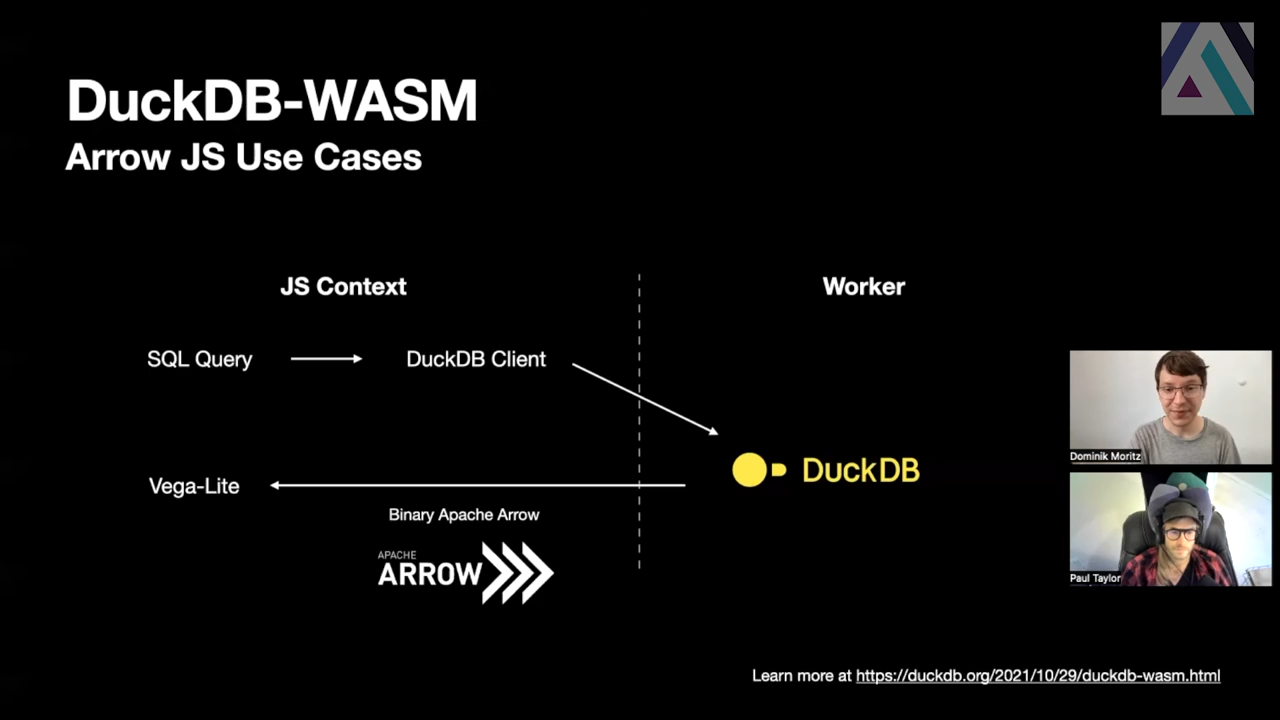 DuckDB-WASM
Arrow JS Use Cases
JS Context
Worker
SQL Query
DuckDB Client
DuckDB
Vega-Lite
Binary Apache Arrow
APACHE
ARROW
Dominik Moritz
Paul Taylor
Learn more at https://duckdb.org/2021/10/29/duckdb-wasm.html